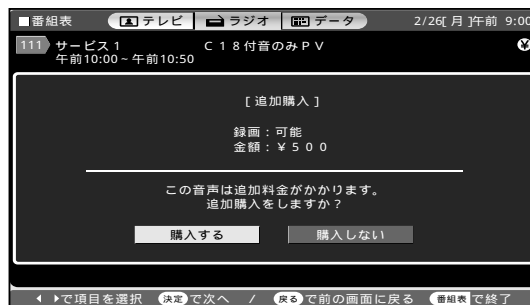 ■番組表 テレビ ラジオ データ 2/26[月]午前 9:00
111 サービス1 C18付音のみPV ¥
午前10:00~午前10:50
[追加購入]
録画:可能
金額:¥500
この音声は追加料金がかかります。
追加購入をしますか?
購入する 購入しない
で項目を選択 決定で次へ / 戻るで前の画面に戻る 番組表で終了